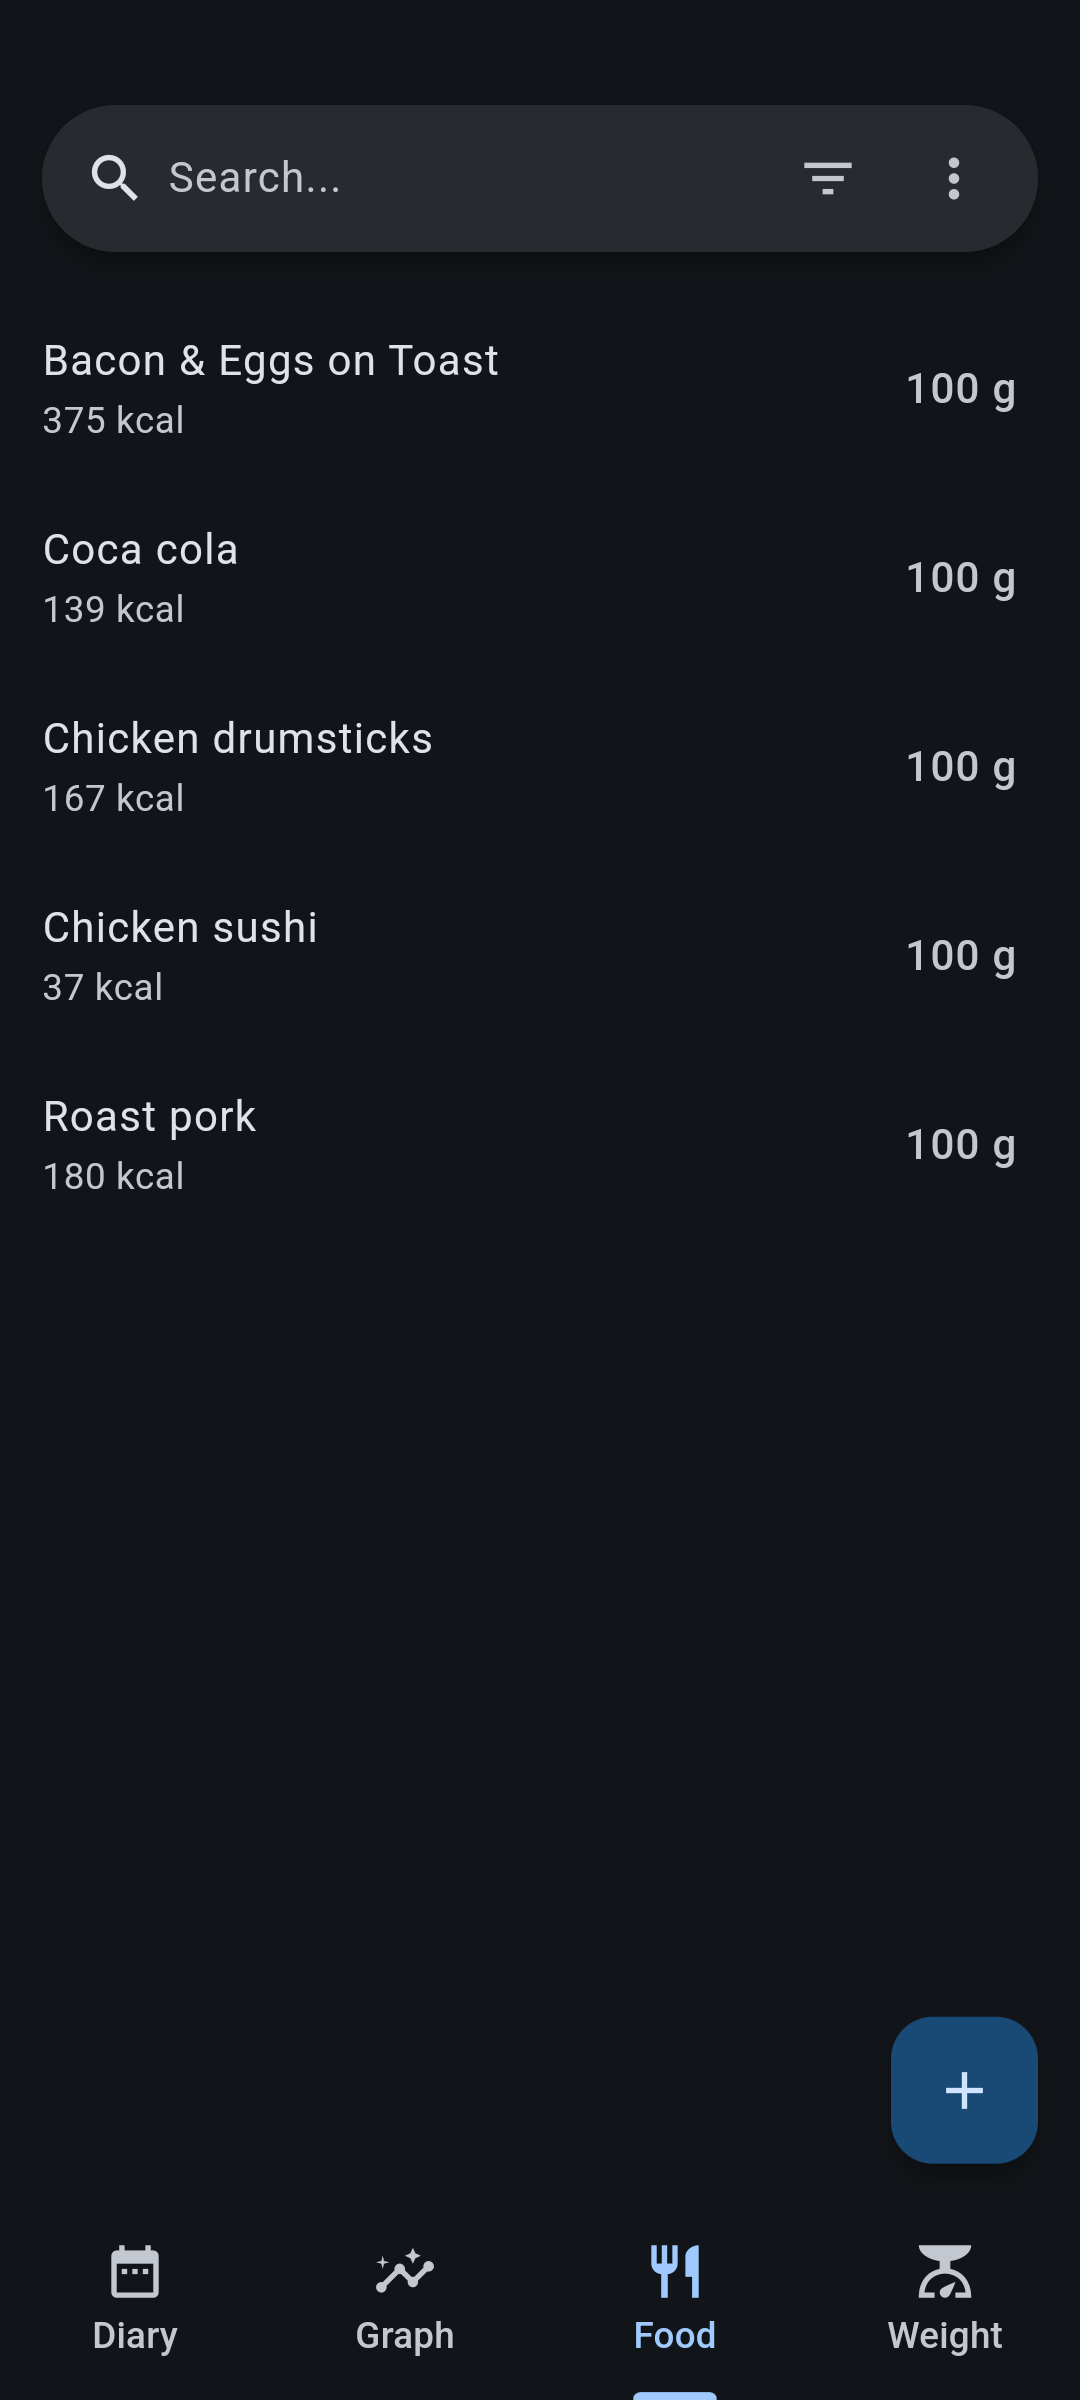 Search...
Bacon & Eggs on Toast
375 kcal
100 g
Coca cola
139 kcal
100 g
Chicken drumsticks
167 kcal
100 g
Chicken sushi
37 kcal
100 g
Roast pork
180 kcal
100 g
Diary
Graph
Food
Weight